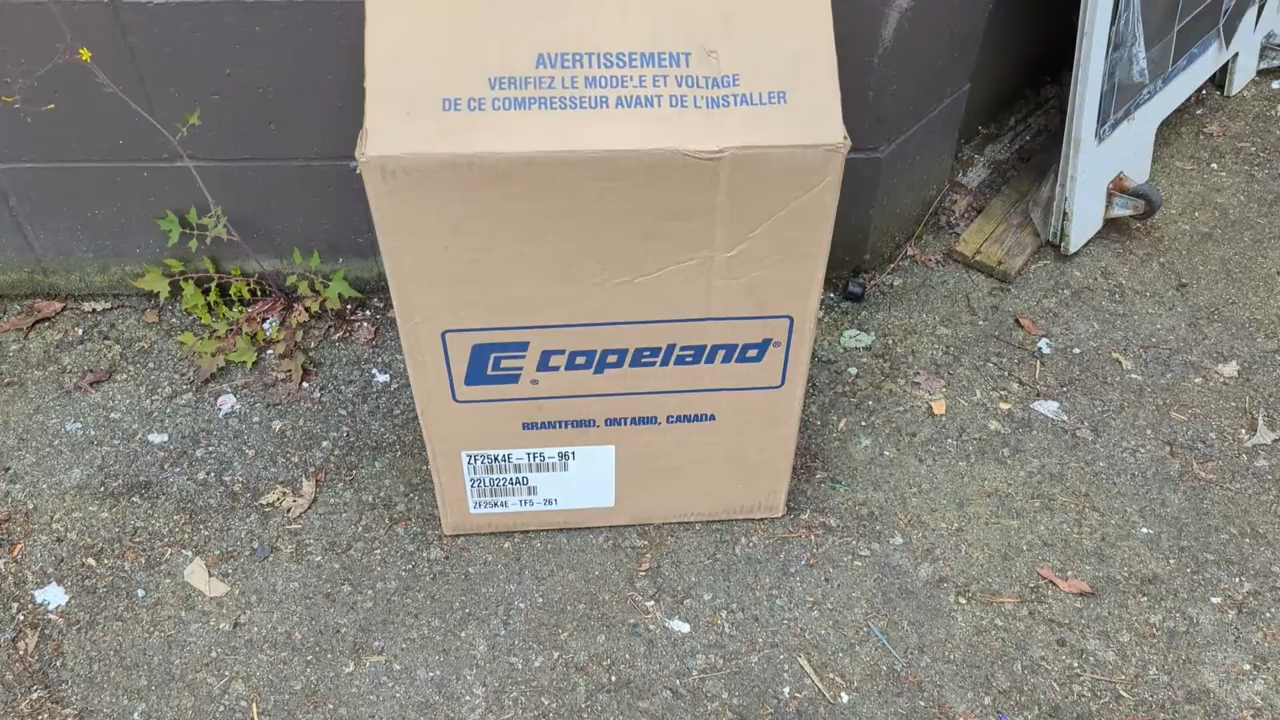 AVERTISSEMENT
VERIFIEZ LE MODELE ET VOLTAGE
DE CE COMPRESSEUR AVANT DE L'INSTALLER
copeland®
BRANTFORD, ONTARIO, CANADA
ZF25K4E-TF5-961
22L0224AD
ZF25K4E-TF5-261